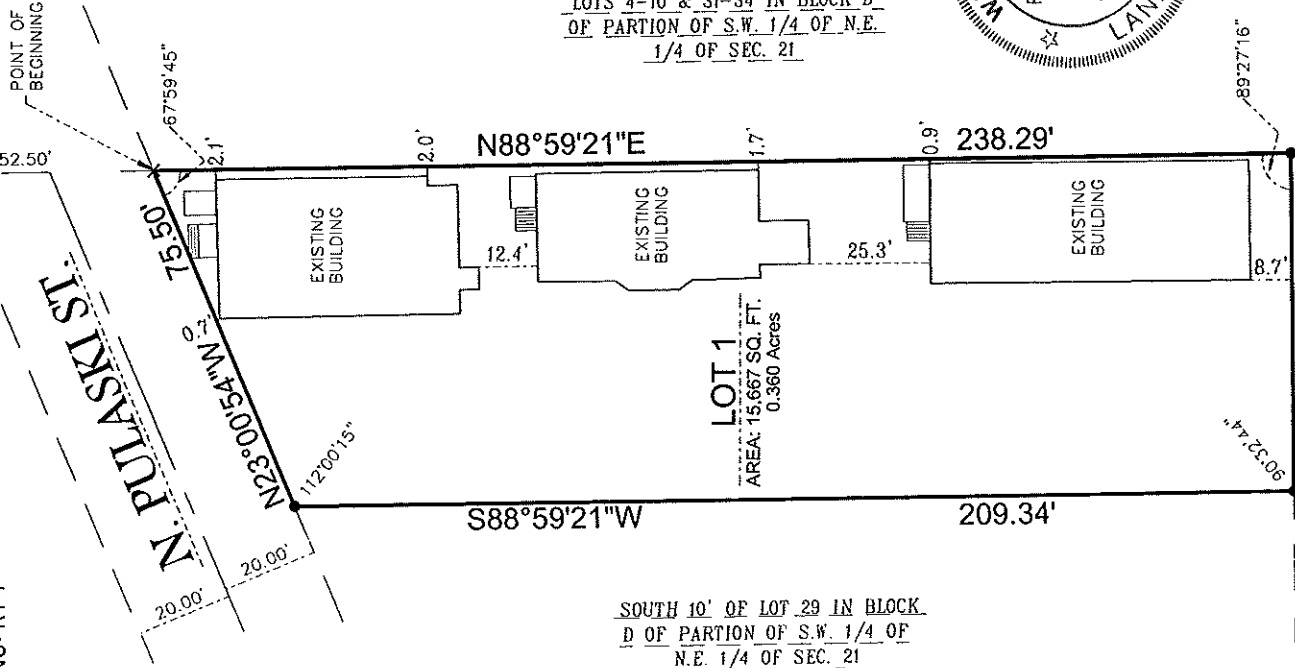 LOTS 4-10 & 31-34 IN BLOCK D
OF PARTION OF S.W. 1/4 OF N.E.
1/4 OF SEC. 21
LAN
POINT OF
BEGINNING
52.50'
67°59'45"
89°27'16"
2.1'
2.0'
N88°59'21"E
1.7'
0.9'
238.29'
75.50'
EXISTING
BUILDING
12.4'
EXISTING
BUILDING
25.3'
EXISTING
BUILDING
8.7'
N. PULASKI ST.
0.7'
N23°00'54"W
112°00'15"
LOT 1
AREA: 15,667 SQ. FT.
0.360 Acres
90°32'44"
S88°59'21"W
209.34'
20.00'
20.00'
SOUTH 10' OF LOT 29 IN BLOCK
D OF PARTION OF S.W. 1/4 OF
N.E. 1/4 OF SEC. 21